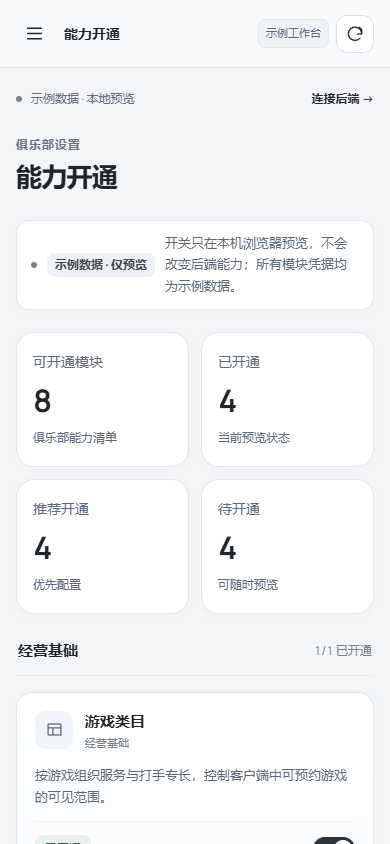 能力开通
示例工作台
示例数据·本地预览
连接后端 →
俱乐部设置
能力开通
示例数据·仅预览
开关只在本机浏览器预览，不会
改变后端能力；所有模块凭据均
为示例数据。
可开通模块
8
俱乐部能力清单
已开通
4
当前预览状态
推荐开通
4
优先配置
待开通
4
可随时预览
经营基础
1/1 已开通
游戏类目
经营基础
按游戏组织服务与打手专长，控制客户端中可预约游戏
的可见范围。